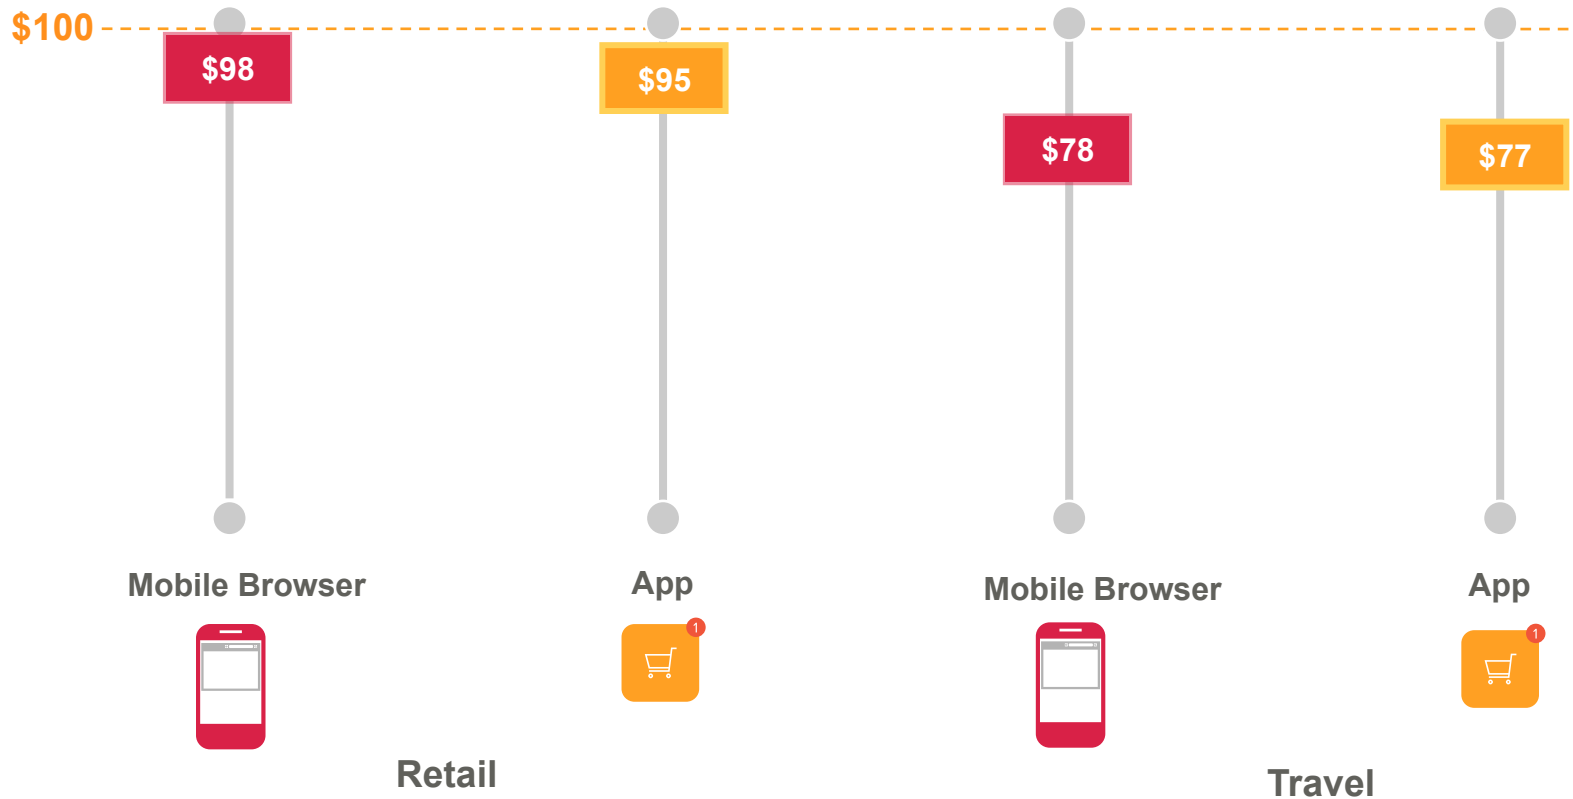 $100
$98
$95
$78
$77
Mobile Browser
App
Mobile Browser
App
1
1
Retail
Travel